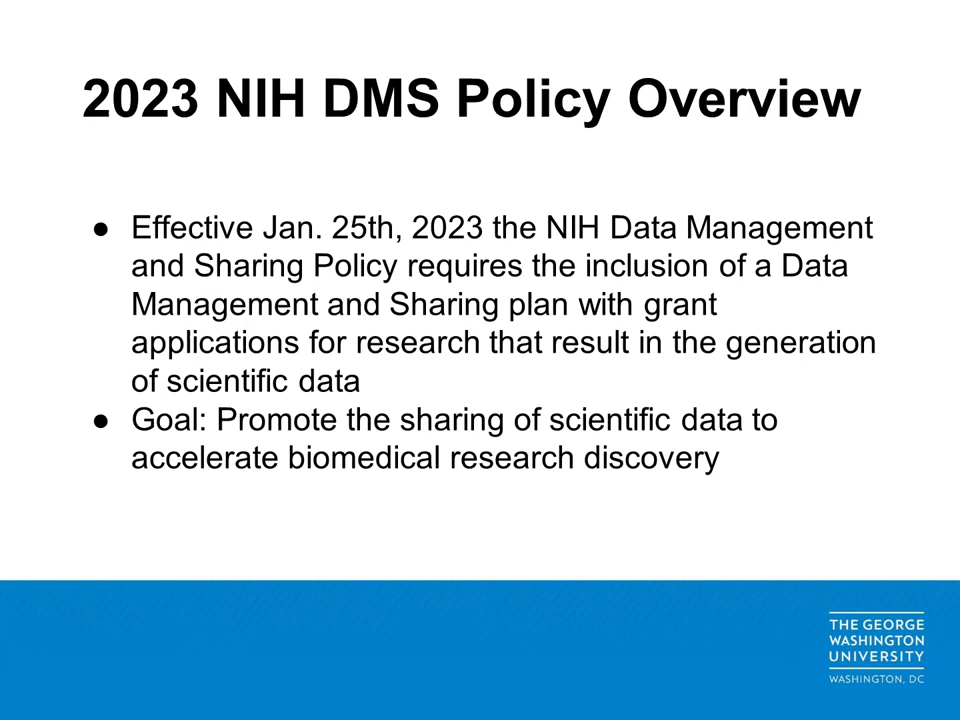 2023 NIH DMS Policy Overview
● Effective Jan. 25th, 2023 the NIH Data Management
and Sharing Policy requires the inclusion of a Data
Management and Sharing plan with grant
applications for research that result in the generation
of scientific data
● Goal: Promote the sharing of scientific data to
accelerate biomedical research discovery
THE GEORGE
WASHINGTON
UNIVERSITY
WASHINGTON, DC